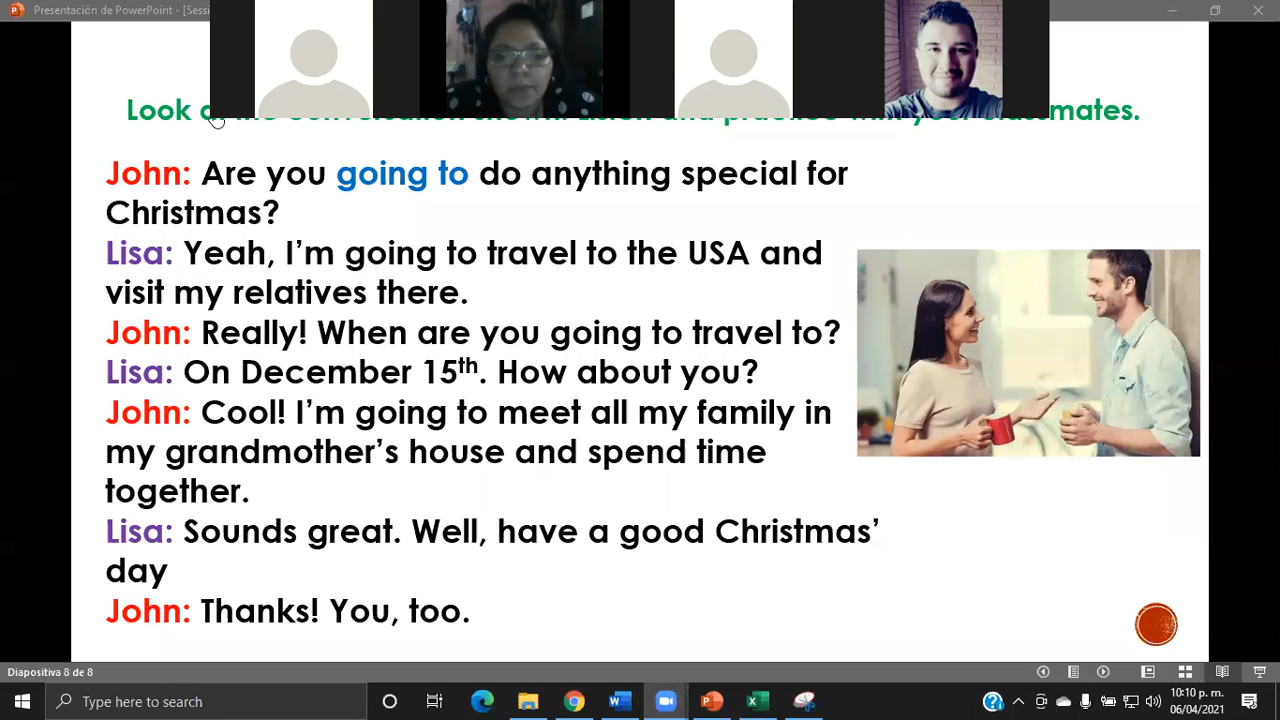 Presentación de PowerPoint - [Sesi
Look
classmates.
John: Are you going to do anything special for
Christmas?
Lisa: Yeah, I'm going to travel to the USA and
visit my relatives there.
John: Really! When are you going to travel to?
Lisa: On December 15th. How about you?
John: Cool! I'm going to meet all my family in
my grandmother's house and spend time
together.
Lisa: Sounds great. Well, have a good Christmas'
day
John: Thanks! You, too.
Diapositiva 8 de 8
Type here to search
10:10 p. m.
06/04/2021